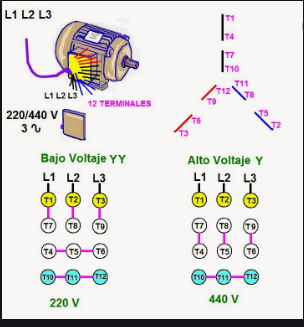 L1 L2 L3
L1 L2 L3
12 TERMINALES
220/440 V
3 ∿
T1
T4
T7
T10
T12
T9
T11
T8
T6
T3
T5
T2
Bajo Voltaje YY
L1 L2 L3
T1 T2 T3
T7 T8 T9
T4 T5 T6
T10 T11 T12
220 V
Alto Voltaje Y
L1 L2 L3
T1 T2 T3
T7 T8 T9
T4 T5 T6
T10 T11 T12
440 V